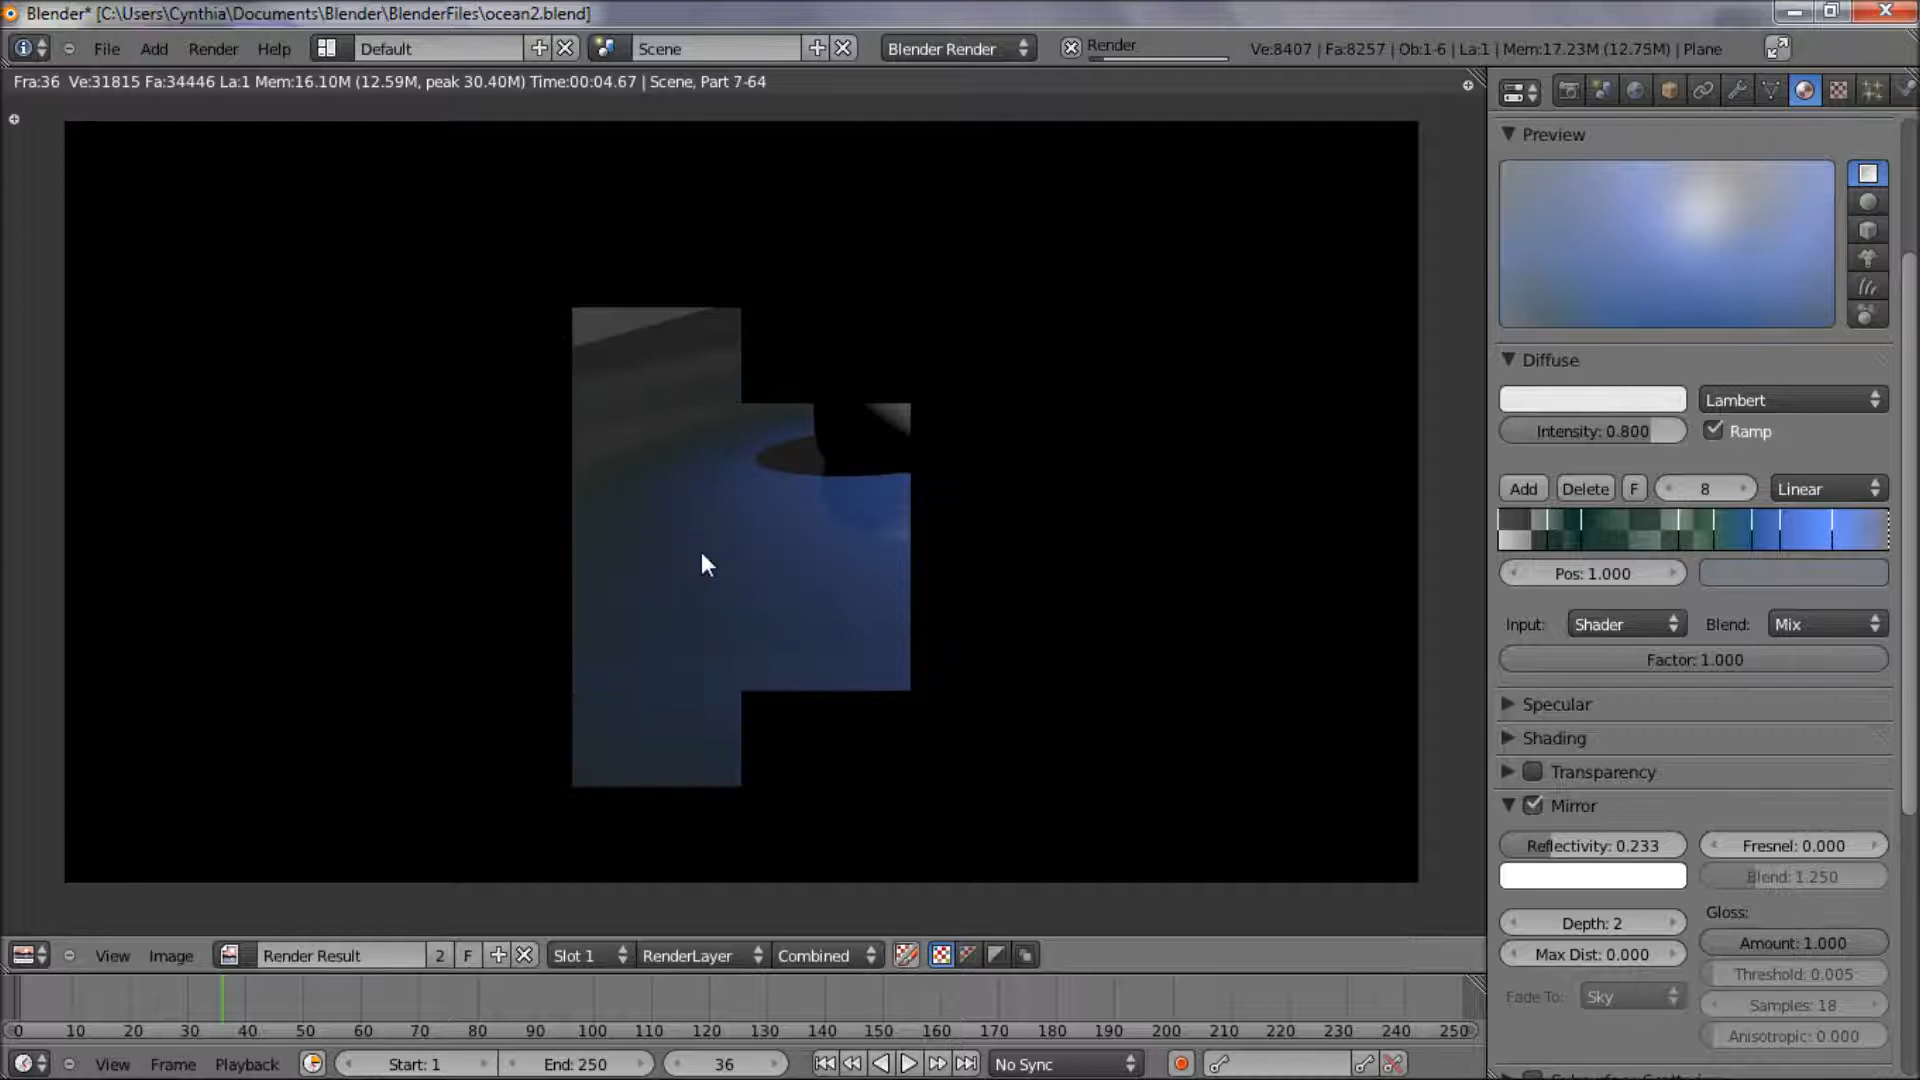 Blender* [C:\Users\Cynthia\Documents\Blender\BlenderFiles\ocean2.blend]
File Add Render Help Default Scene Blender Render Render Ve:8407 | Fa:8257 | Ob:1-6 | La:1 | Mem:17.23M (12.75M) | Plane
Fra:36 Ve:31815 Fa:34446 La:1 Mem:16.10M (12.59M, peak 30.40M) Time:00:04.67 | Scene, Part 7-64
Preview
Diffuse
Lambert
Intensity: 0.800 Ramp
Add Delete F 8 Linear
Pos: 1.000
Input: Shader Blend: Mix
Factor: 1.000
Specular
Shading
Transparency
Mirror
Reflectivity: 0.233 Fresnel: 0.000
Blend: 1.250
Gloss:
Depth: 2
Amount: 1.000
Max Dist: 0.000
Threshold: 0.005
Fade To: Sky
Samples: 18
Anisotropic: 0.000
View Image Render Result 2 F Slot 1 RenderLayer Combined
0 10 20 30 40 50 60 70 80 90 100 110 120 130 140 150 160 170 180 190 200 210 220 230 240 250
View Frame Playback Start: 1 End: 250 36 No Sync